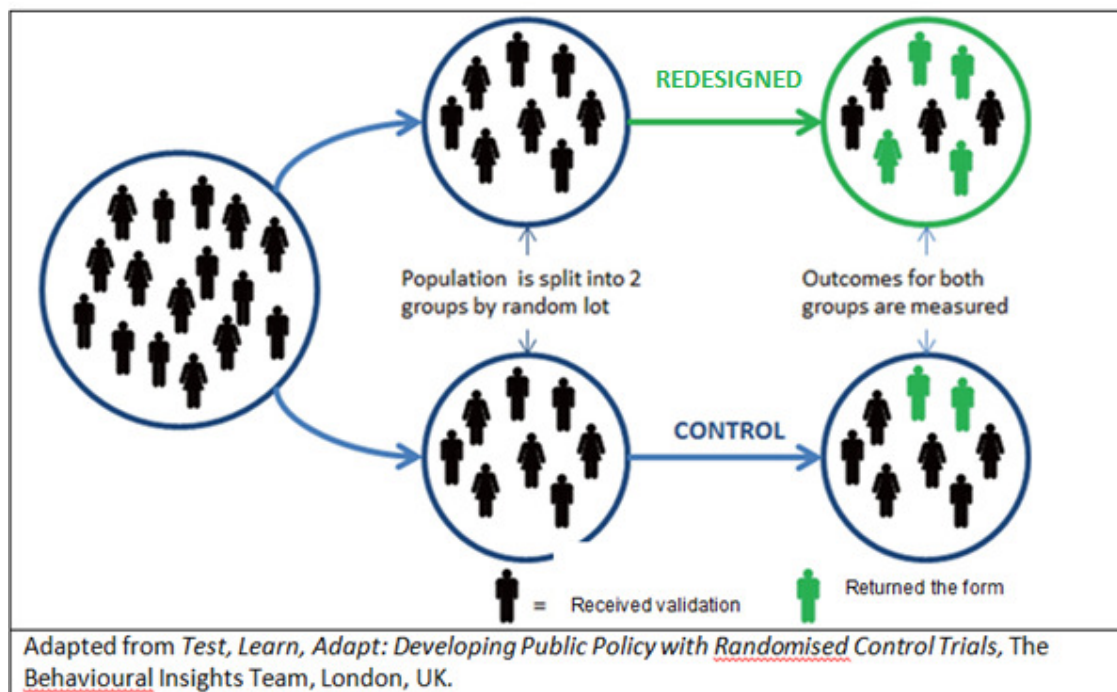 REDESIGNED
Population is split into 2
groups by random lot
Outcomes for both
groups are measured
CONTROL
= Received validation
Returned the form
Adapted from Test, Learn, Adapt: Developing Public Policy with Randomised Control Trials, The
Behavioural Insights Team, London, UK.